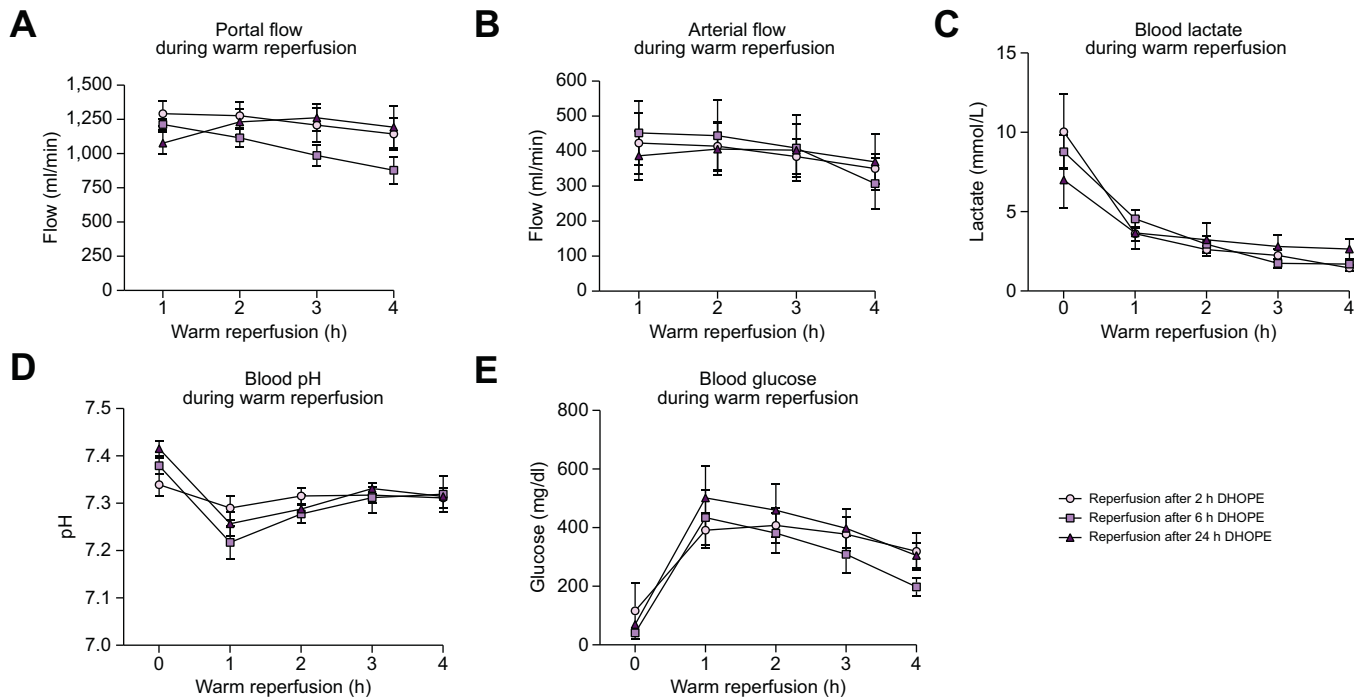 A
Portal flow
during warm reperfusion
Flow (ml/min)
1,500
1,250
1,000
750
500
250
0
1 2 3 4
Warm reperfusion (h)
B
Arterial flow
during warm reperfusion
Flow (ml/min)
600
500
400
300
200
100
0
1 2 3 4
Warm reperfusion (h)
C
Blood lactate
during warm reperfusion
Lactate (mmol/L)
15
10
5
0
0 1 2 3 4
Warm reperfusion (h)
D
Blood pH
during warm reperfusion
pH
7.5
7.4
7.3
7.2
7.1
7.0
0 1 2 3 4
Warm reperfusion (h)
E
Blood glucose
during warm reperfusion
Glucose (mg/dl)
800
600
400
200
0
0 1 2 3 4
Warm reperfusion (h)
Reperfusion after 2 h DHOPE
Reperfusion after 6 h DHOPE
Reperfusion after 24 h DHOPE